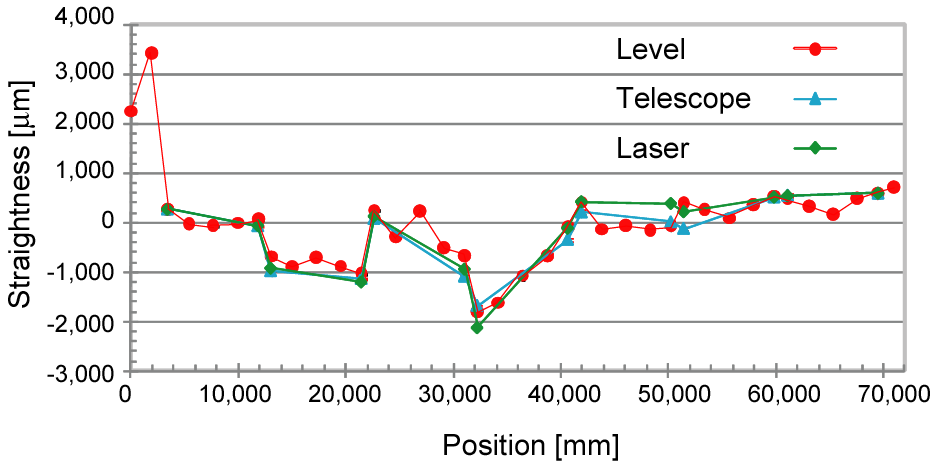 4,000
3,000
2,000
1,000
0
-1,000
-2,000
-3,000
Straightness [μm]
Level
Telescope
Laser
0 10,000 20,000 30,000 40,000 50,000 60,000 70,000
Position [mm]